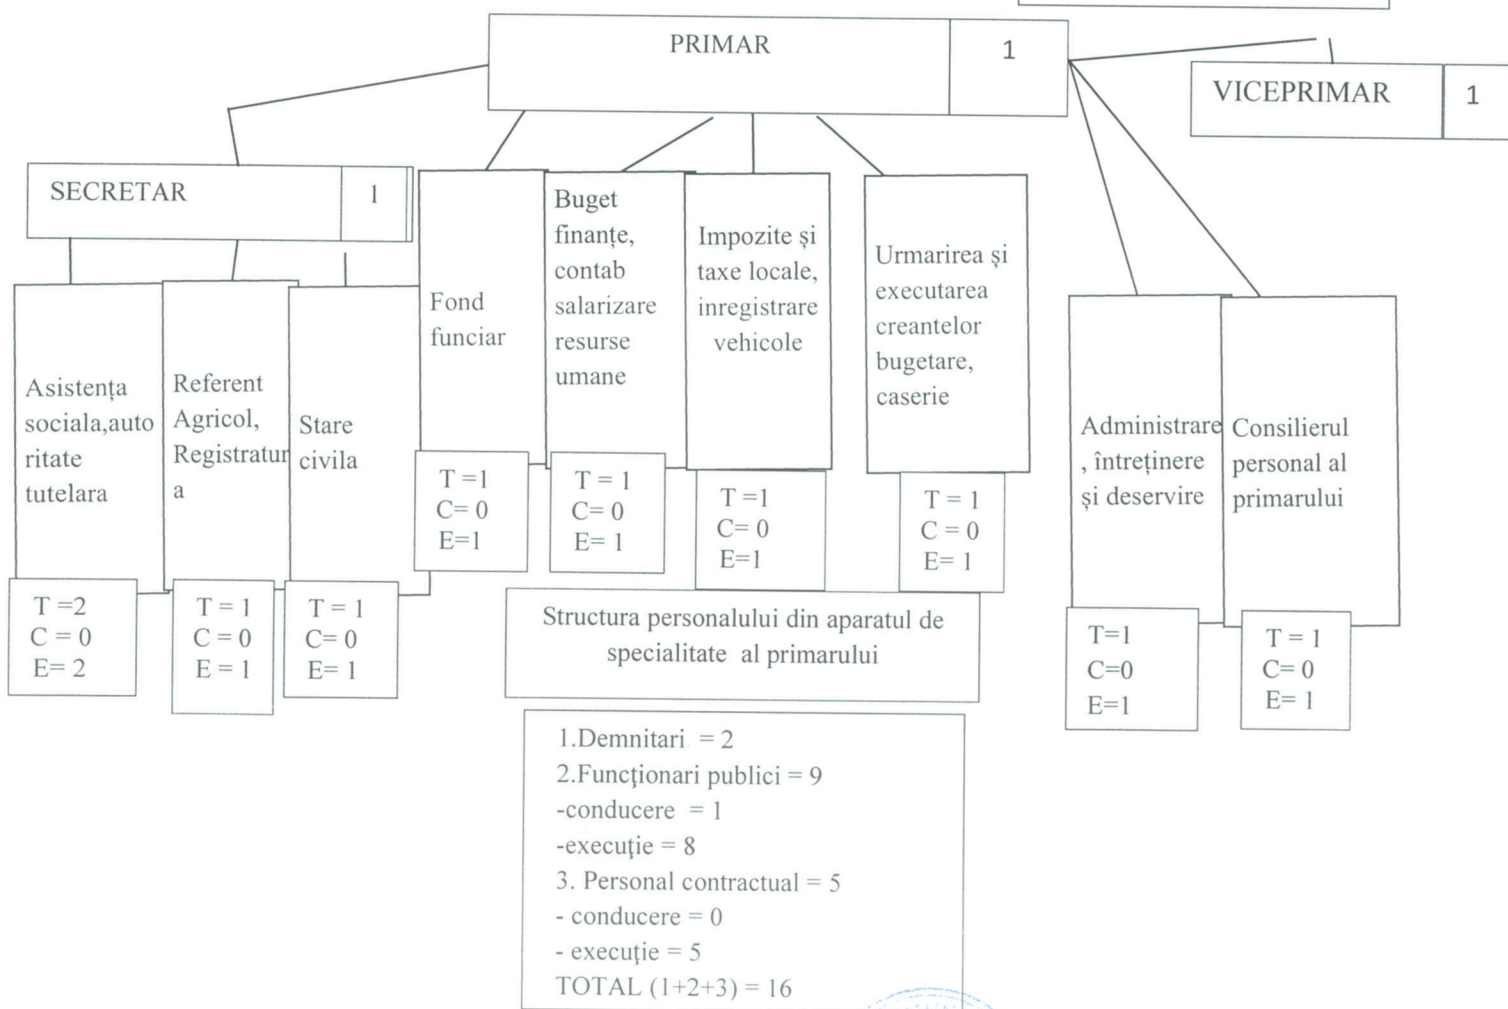 PRIMAR 1
VICEPRIMAR 1
SECRETAR 1
Asistența
sociala,auto
ritate
tutelara
T =2
C = 0
E= 2
Referent
Agricol,
Registratur
a
T = 1
C = 0
E = 1
Stare
civila
T = 1
C= 0
E= 1
Fond
funciar
T =1
C= 0
E=1
Buget
finanțe,
contab
salarizare
resurse
umane
T = 1
C= 0
E= 1
Impozite și
taxe locale,
inregistrare
vehicole
T =1
C= 0
E=1
Urmarirea și
executarea
creantelor
bugetare,
caserie
T = 1
C = 0
E= 1
Administrare
, întreținere
și deservire
T=1
C=0
E=1
Consilierul
personal al
primarului
T = 1
C= 0
E= 1
Structura personalului din aparatul de
specialitate al primarului
1.Demnitari = 2
2.Funcţionari publici = 9
-conducere = 1
-execuţie = 8
3. Personal contractual = 5
- conducere = 0
- execuţie = 5
TOTAL (1+2+3) = 16